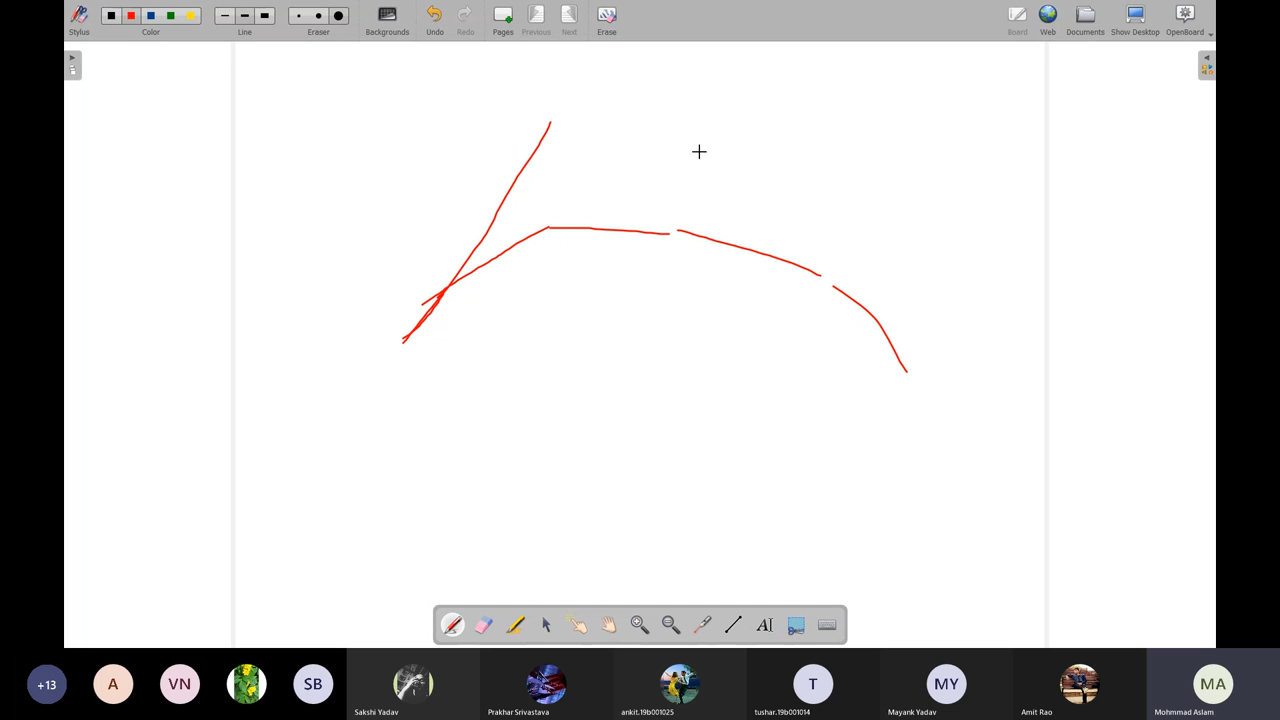 Stylus Color Line Eraser Backgrounds Undo Redo Pages Previous Next Erase Board Web Documents Show Desktop OpenBoard
AI
+13 A VN SB T MY MA
Sakshi Yadav Prakhar Srivastava ankit.19b001025 tushar.19b001014 Mayank Yadav Amit Rao Mohmmad Aslam